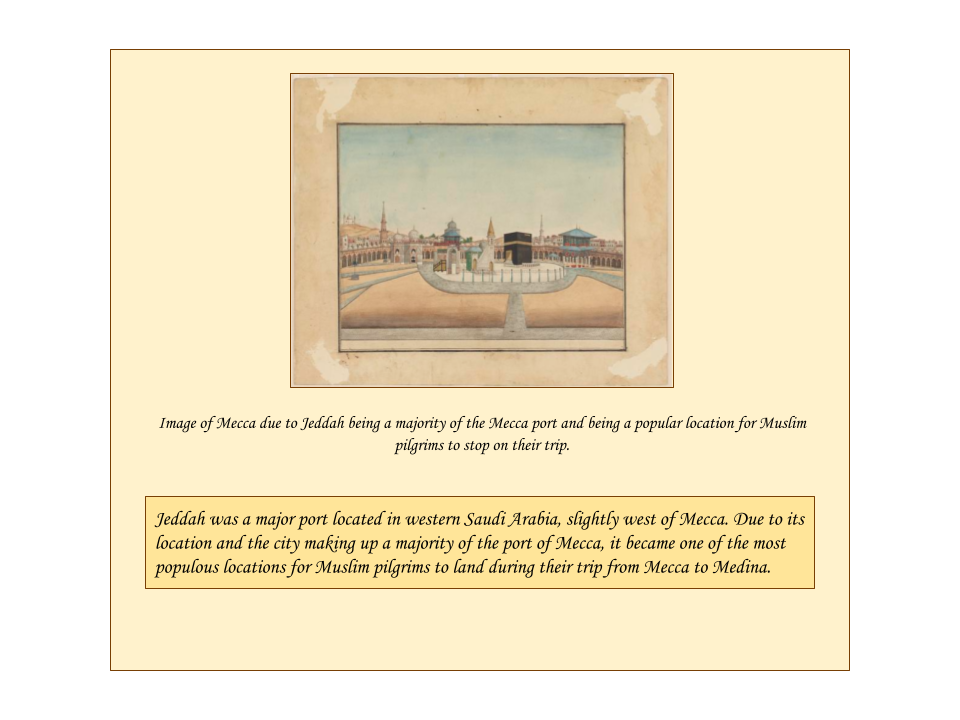 Image of Mecca due to Jeddah being a majority of the Mecca port and being a popular location for Muslim
pilgrims to stop on their trip.
Jeddah was a major port located in western Saudi Arabia, slightly west of Mecca. Due to its
location and the city making up a majority of the port of Mecca, it became one of the most
populous locations for Muslim pilgrims to land during their trip from Mecca to Medina.